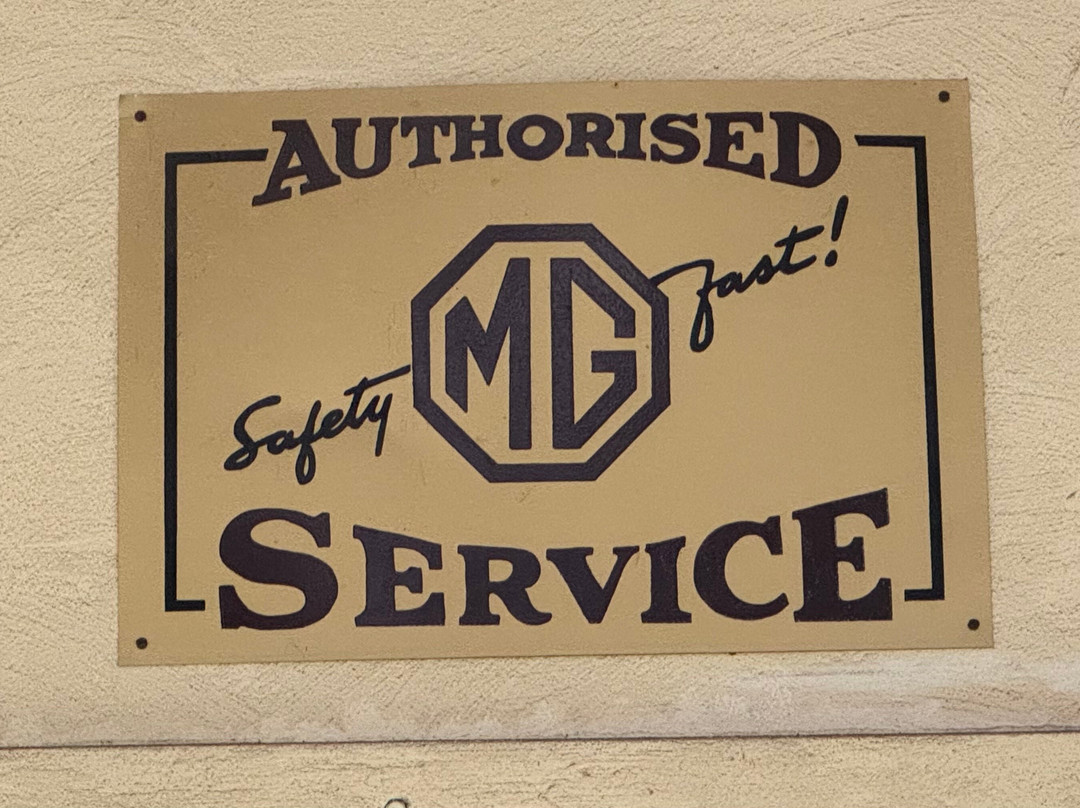 AUTHORISED
Safety MG Fast!
SERVICE